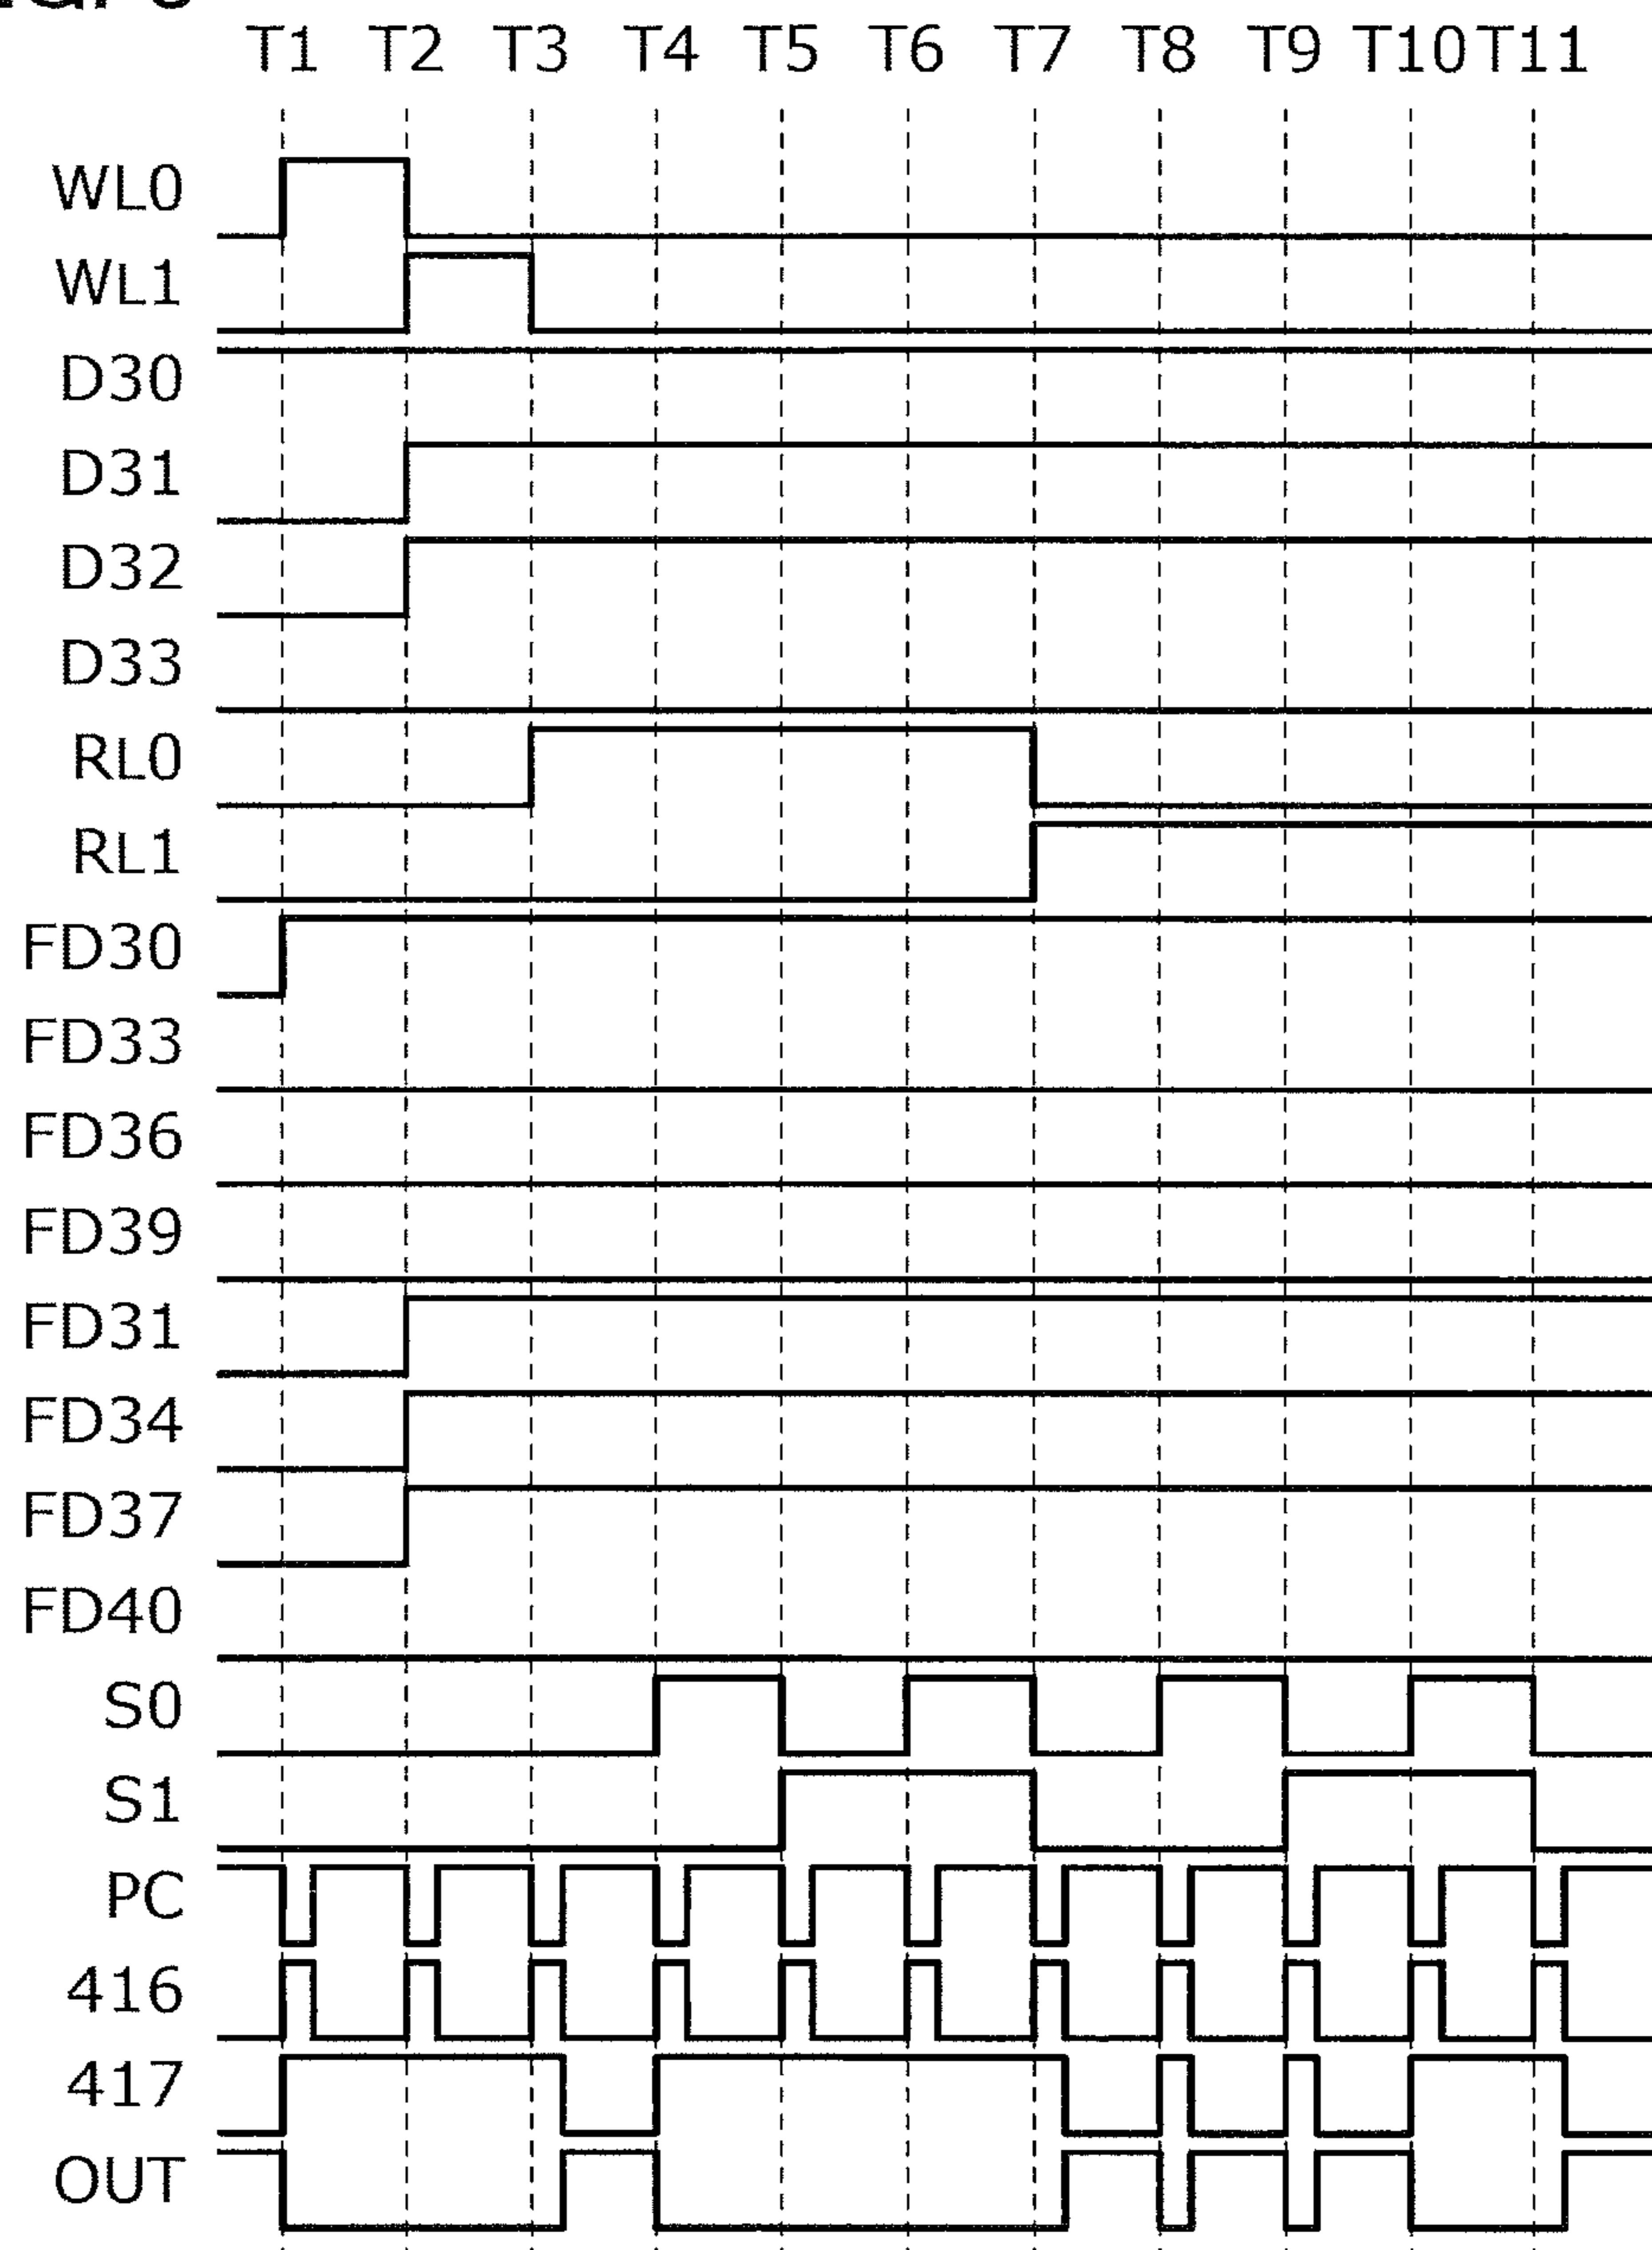 T1 T2 T3 T4 T5 T6 T7 T8 T9 T10 T11
WL0
WL1
D30
D31
D32
D33
RL0
RL1
FD30
FD33
FD36
FD39
FD31
FD34
FD37
FD40
S0
S1
PC
416
417
OUT